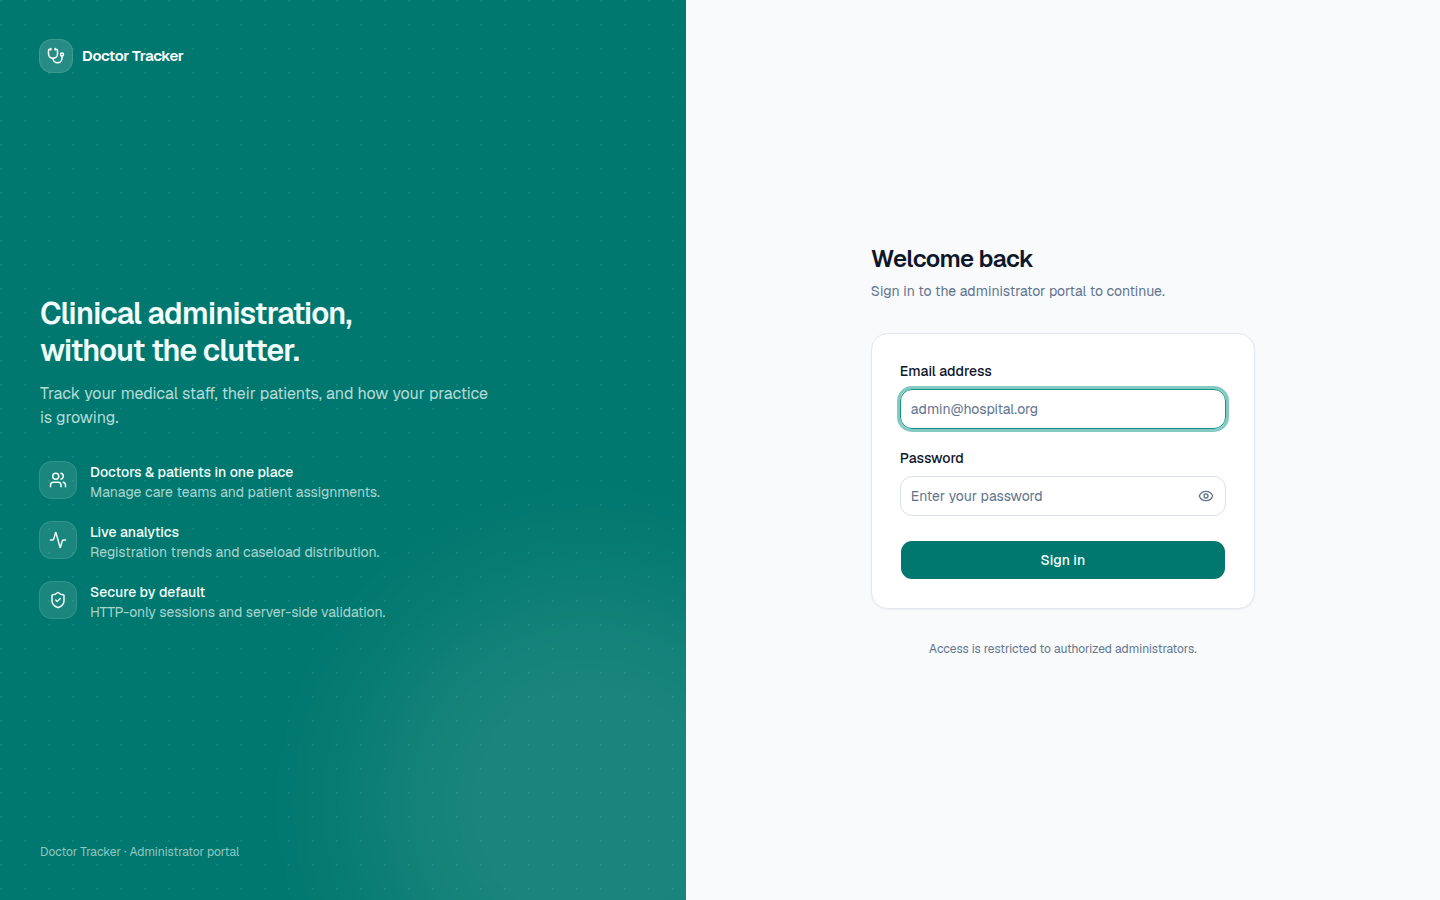 Doctor Tracker
Clinical administration,
without the clutter.
Track your medical staff, their patients, and how your practice
is growing.
Doctors & patients in one place
Manage care teams and patient assignments.
Live analytics
Registration trends and caseload distribution.
Secure by default
HTTP-only sessions and server-side validation.
Doctor Tracker · Administrator portal
Welcome back
Sign in to the administrator portal to continue.
Email address
admin@hospital.org
Password
Enter your password
Sign in
Access is restricted to authorized administrators.